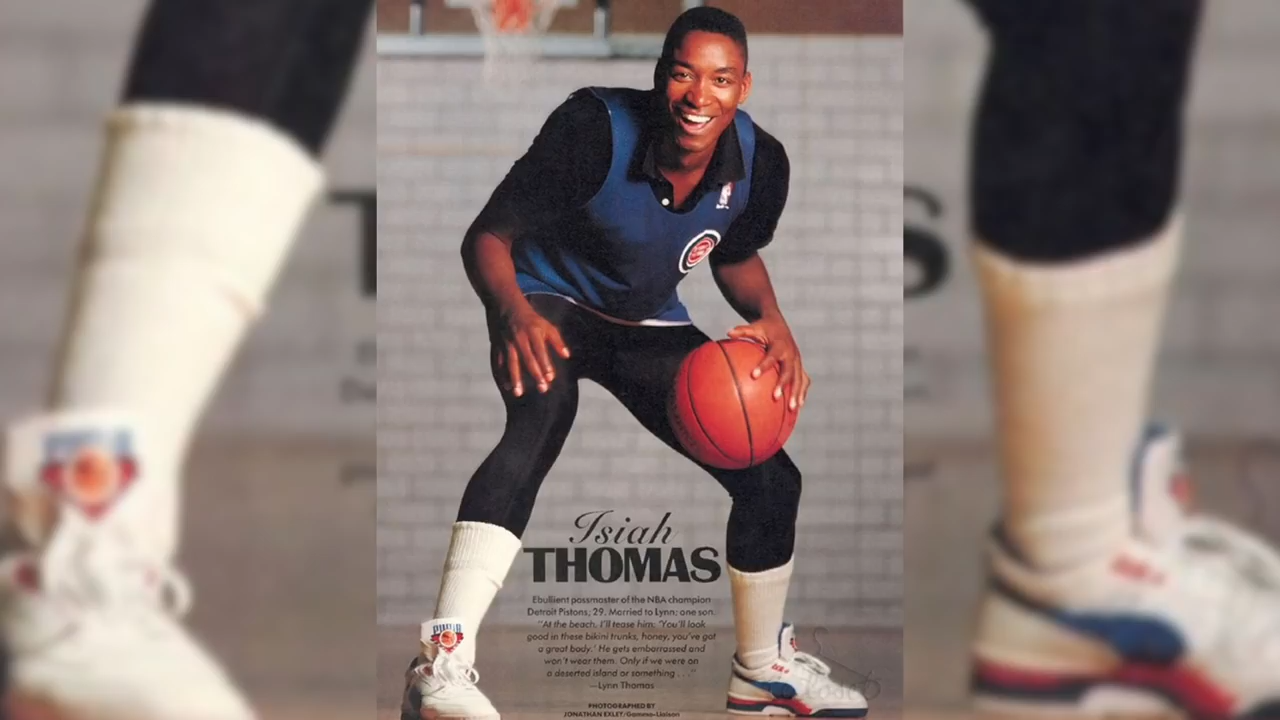 Isiah
THOMAS
Ebullient passmaster of the NBA champion
Detroit Pistons, 29. Married to Lynn; one son.
"At the beach, I'll tease him: 'You'll look
good in these bikini trunks, honey, you've got
a great body.' He gets embarrassed and
won't wear them. Only if we were on
a deserted island or something . . ."
—Lynn Thomas
PHOTOGRAPHED BY
JONATHAN EXLEY/Gamma-Liaison
PUMA